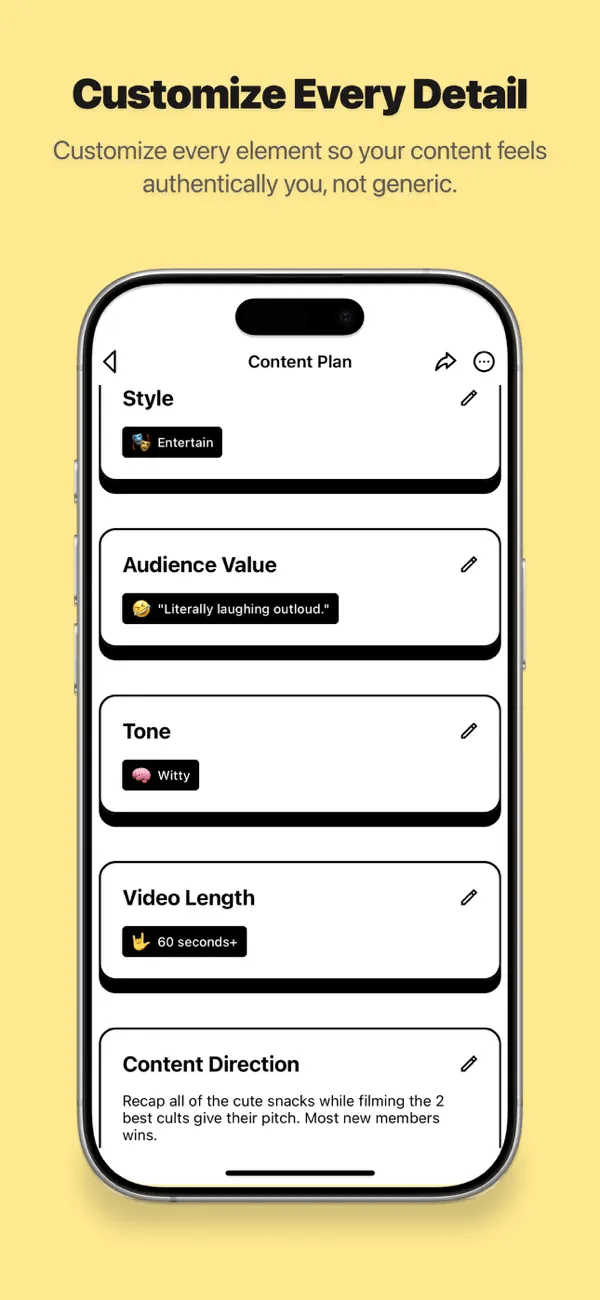 Customize Every Detail
Customize every element so your content feels
authentically you, not generic.
Content Plan
Style
🎭 Entertain
Audience Value
🤣 "Literally laughing outloud."
Tone
🧠 Witty
Video Length
🤟 60 seconds+
Content Direction
Recap all of the cute snacks while filming the 2
best cults give their pitch. Most new members
wins.